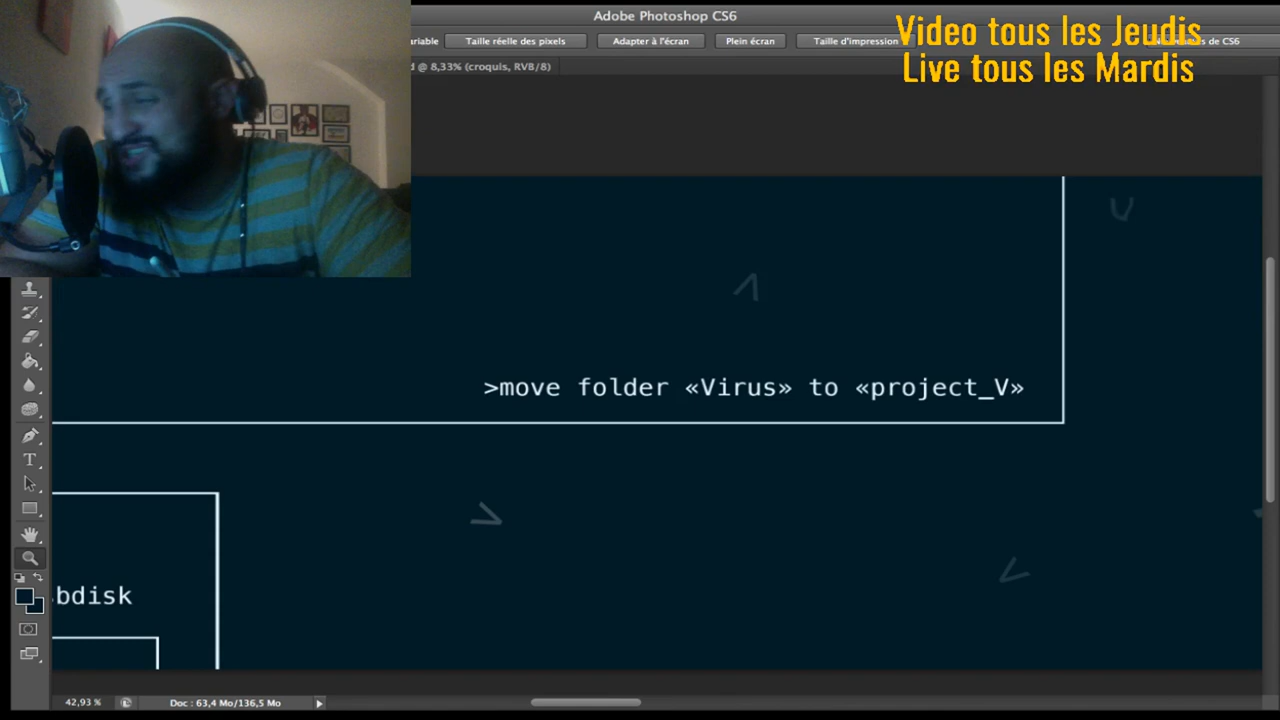 Adobe Photoshop CS6
Video tous les Jeudis
Live tous les Mardis
ariable
Taille réelle des pixels
Adapter à l'écran
Plein écran
Taille d'impression
de CS6
@ 8,33% (croquis, RVB/8)
>move folder «Virus» to «project_V»
bdisk
42,93 %
Doc : 63,4 Mo/136,5 Mo